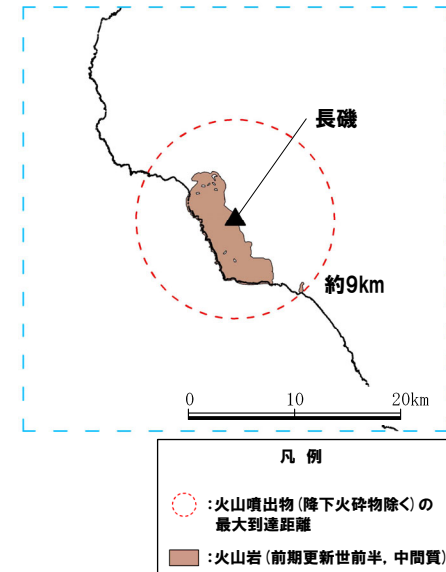 長磯
約9km
0 10 20km
凡 例
:火山噴出物(降下火砕物除く)の
最大到達距離
:火山岩(前期更新世前半, 中間質)